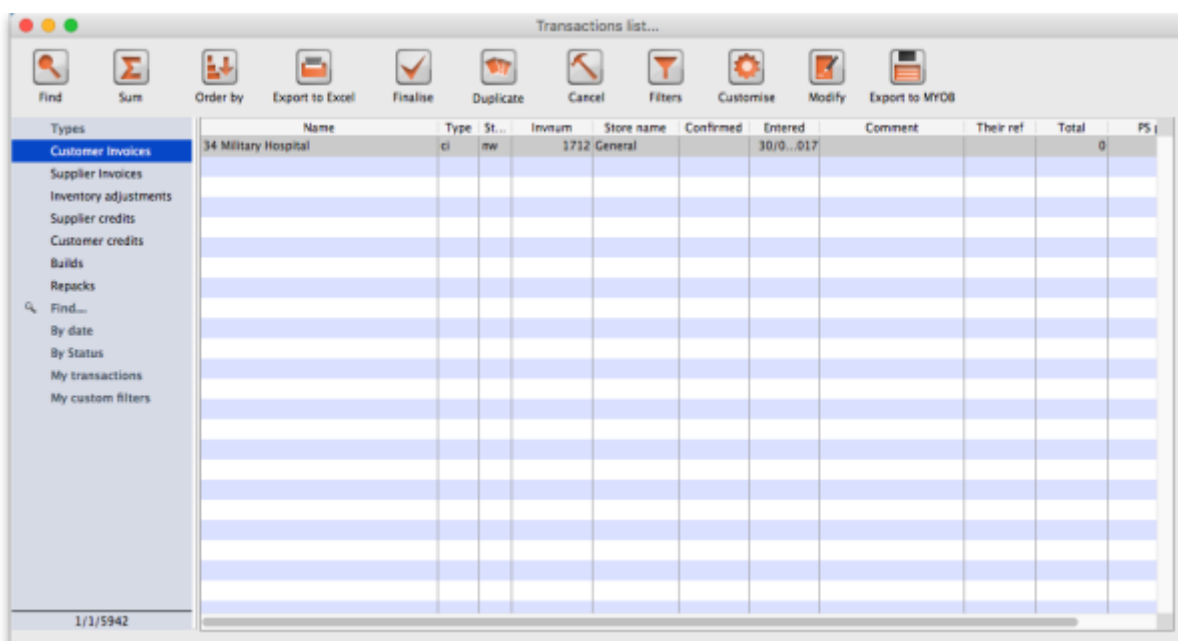 Transactions list...
Find Sum Order by Export to Excel Finalise Duplicate Cancel Filters Customise Modify Export to MYOB
Types Name Type St... Invnum Store name Confirmed Entered Comment Their ref Total PS
Customer Invoices 34 Military Hospital ci nw 1712 General 30/0...017 0
Supplier Invoices
Inventory adjustments
Supplier credits
Customer credits
Builds
Repacks
Find...
By date
By Status
My transactions
My custom filters
1/1/5942